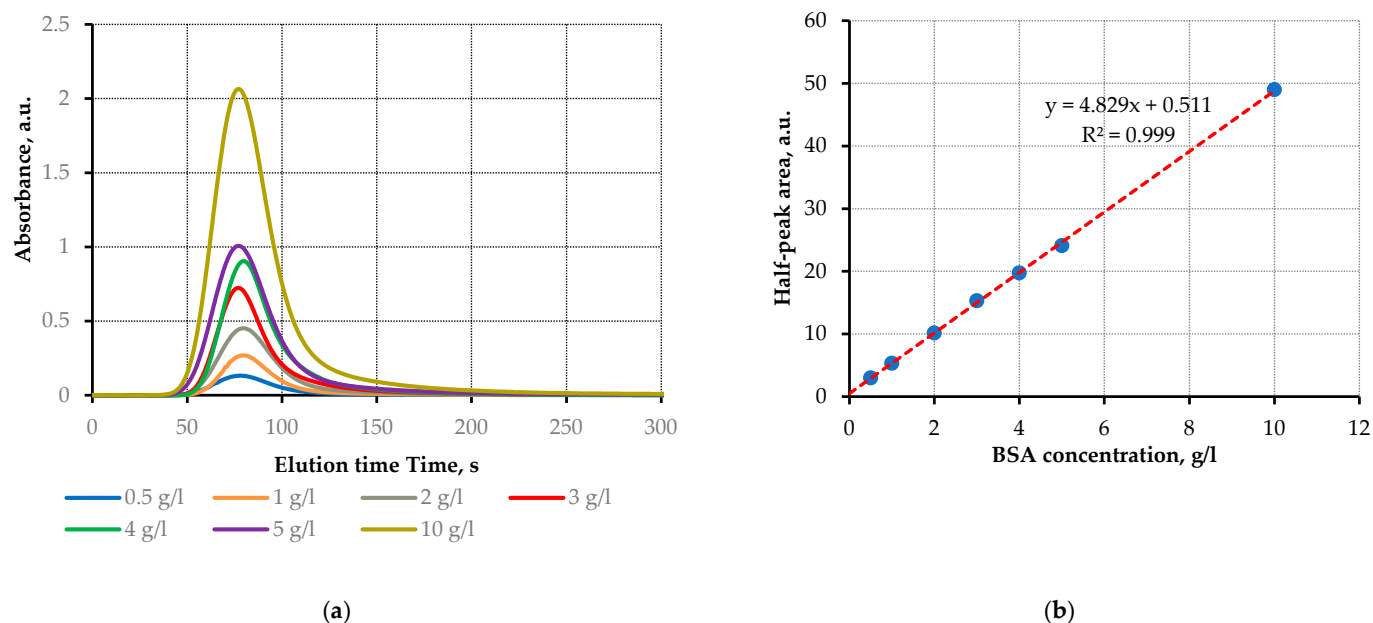 2.5
2
1.5
1
0.5
0
0 50 100 150 200 250 300
Absorbance, a.u.
Elution time Time, s
0.5 g/l 1 g/l 2 g/l 3 g/l
4 g/l 5 g/l 10 g/l
(a)
60
50
40
30
20
10
0
0 2 4 6 8 10 12
Half-peak area, a.u.
BSA concentration, g/l
y = 4.829x + 0.511
R² = 0.999
(b)